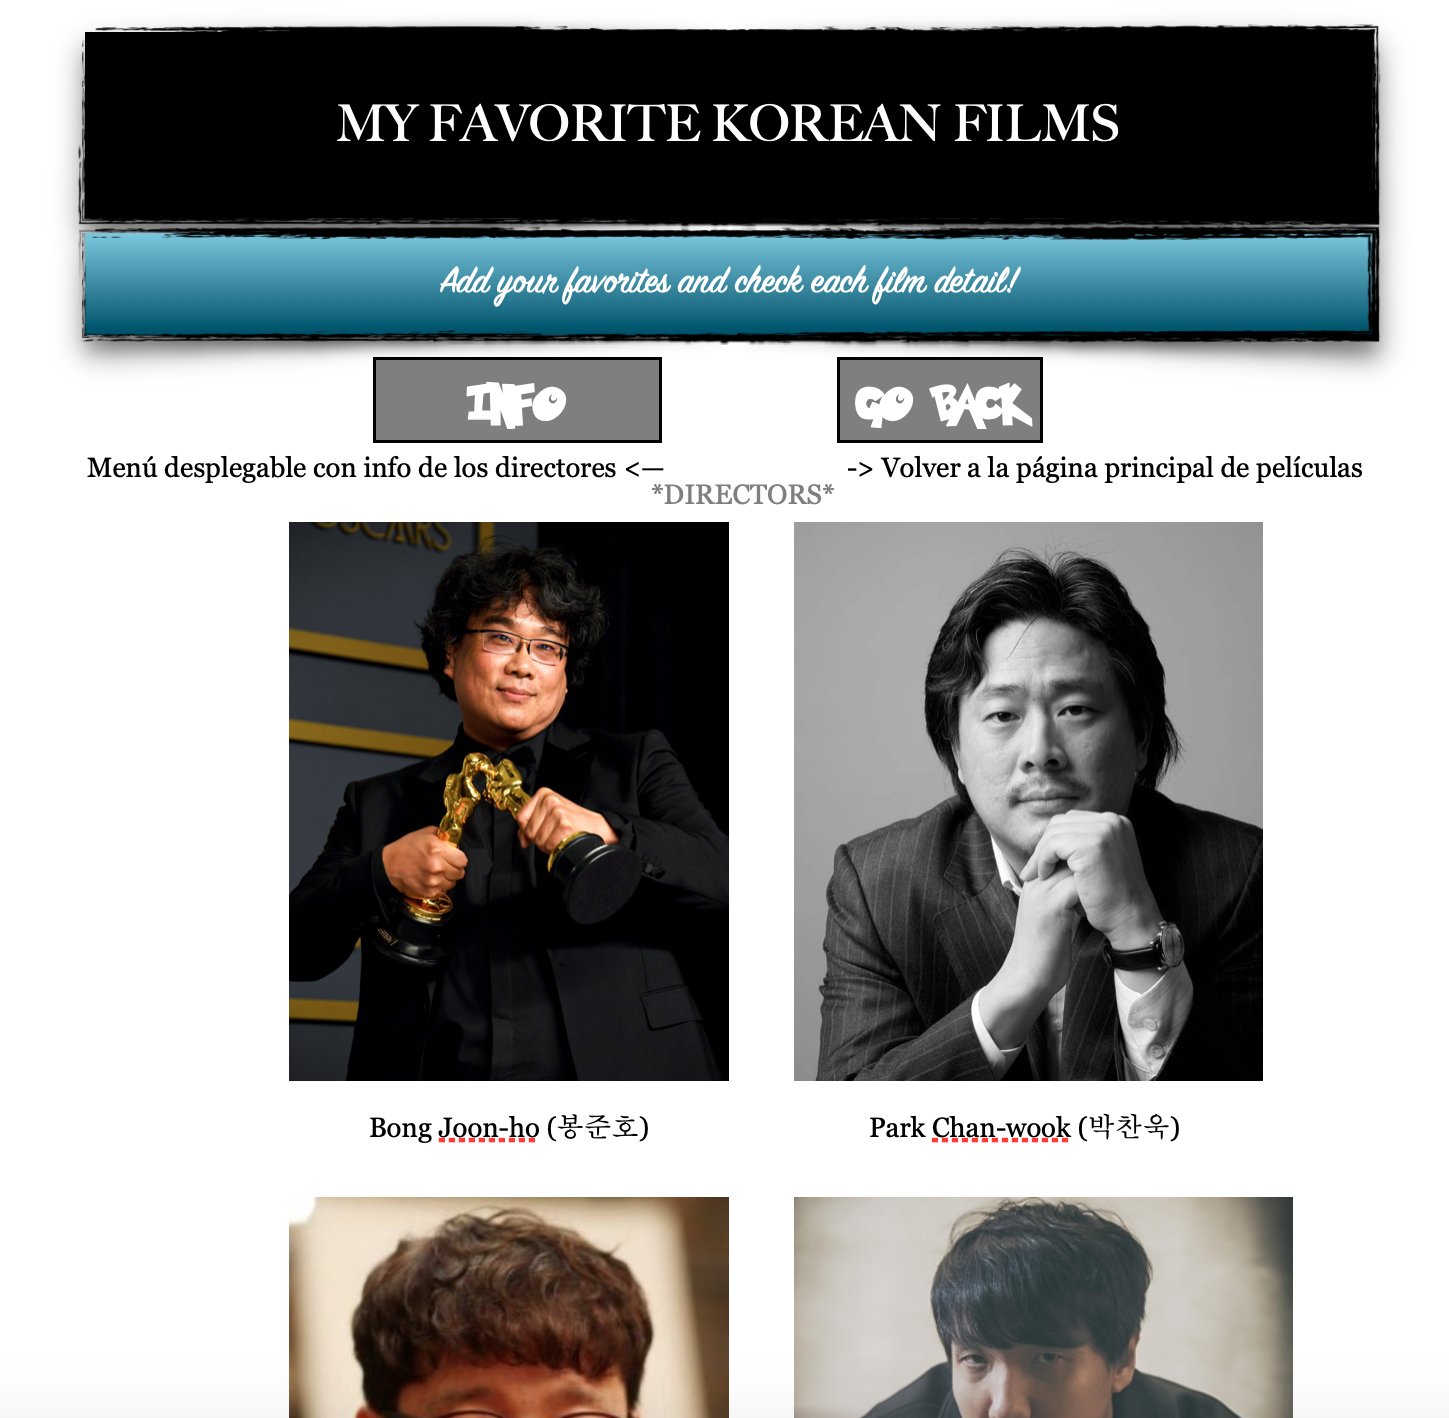 MY FAVORITE KOREAN FILMS
Add your favorites and check each film detail!
INFO
GO BACK
Menú desplegable con info de los directores <—
-> Volver a la página principal de películas
*DIRECTORS*
OSCARS
Bong Joon-ho (봉준호)
Park Chan-wook (박찬욱)